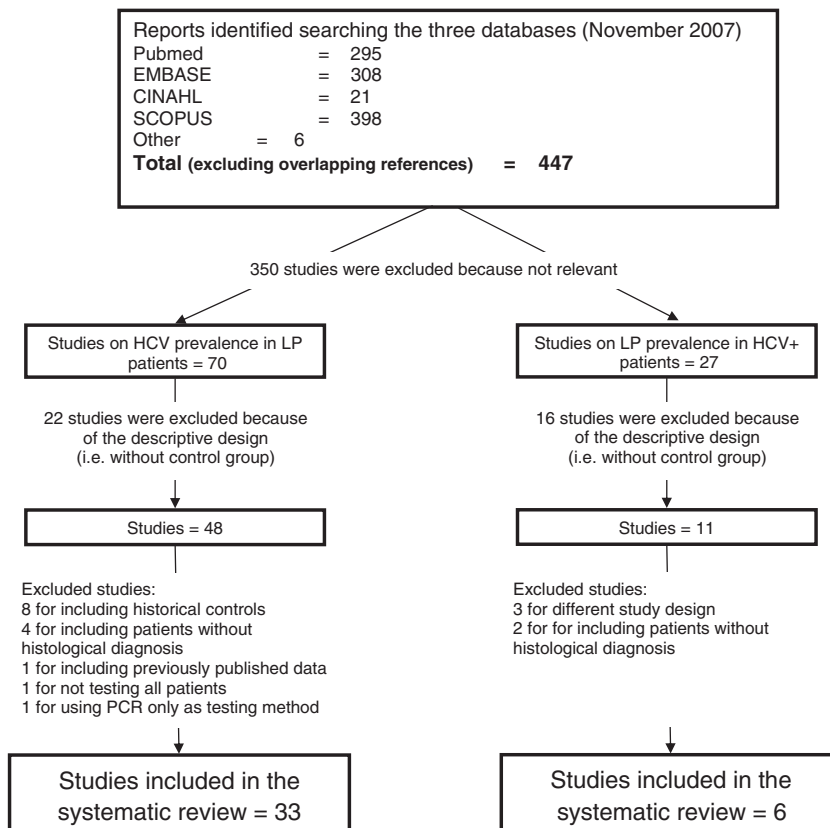 Reports identified searching the three databases (November 2007)
Pubmed = 295
EMBASE = 308
CINAHL = 21
SCOPUS = 398
Other = 6
Total (excluding overlapping references) = 447
350 studies were excluded because not relevant
Studies on HCV prevalence in LP
patients = 70
22 studies were excluded because
of the descriptive design
(i.e. without control group)
Studies = 48
Excluded studies:
8 for including historical controls
4 for including patients without
histological diagnosis
1 for including previously published data
1 for not testing all patients
1 for using PCR only as testing method
Studies included in the
systematic review = 33
Studies on LP prevalence in HCV+
patients = 27
16 studies were excluded because
of the descriptive design
(i.e. without control group)
Studies = 11
Excluded studies:
3 for different study design
2 for for including patients without
histological diagnosis
Studies included in the
systematic review = 6